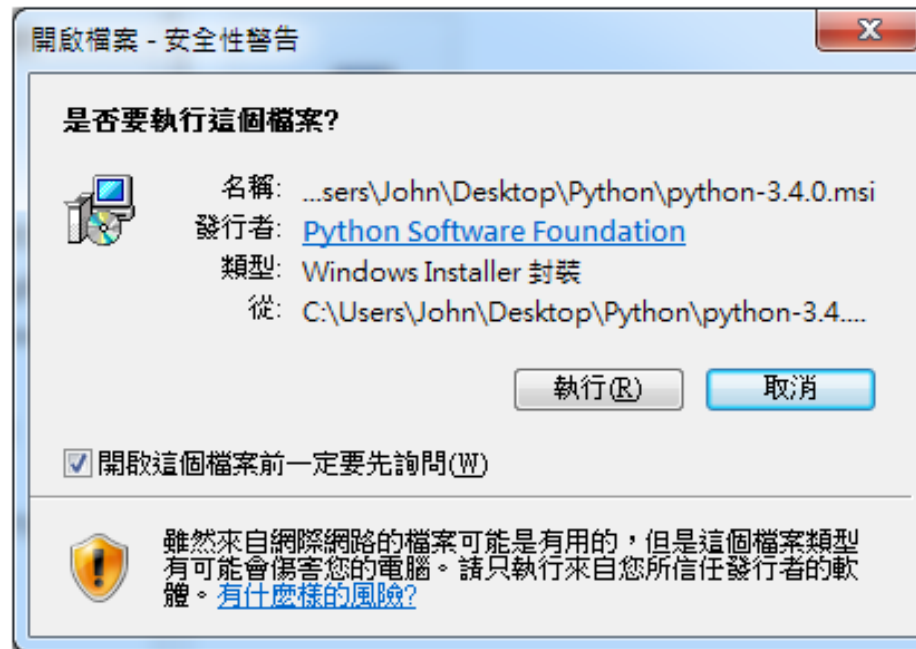 開啟檔案 - 安全性警告
是否要執行這個檔案?
名稱: ...sers\John\Desktop\Python\python-3.4.0.msi
發行者: Python Software Foundation
類型: Windows Installer 封裝
從: C:\Users\John\Desktop\Python\python-3.4....
執行(R) 取消
開啟這個檔案前一定要先詢問(W)
雖然來自網際網路的檔案可能是有用的，但是這個檔案類型
有可能會傷害您的電腦。請只執行來自您所信任發行者的軟
體。有什麼樣的風險?